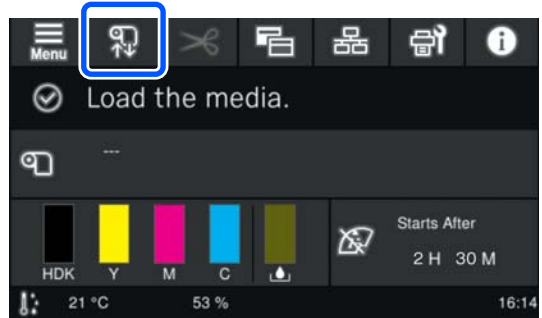 Menu
Load the media.
---
HDK Y M C
Starts After
2 H 30 M
21 °C 53 % 16:14